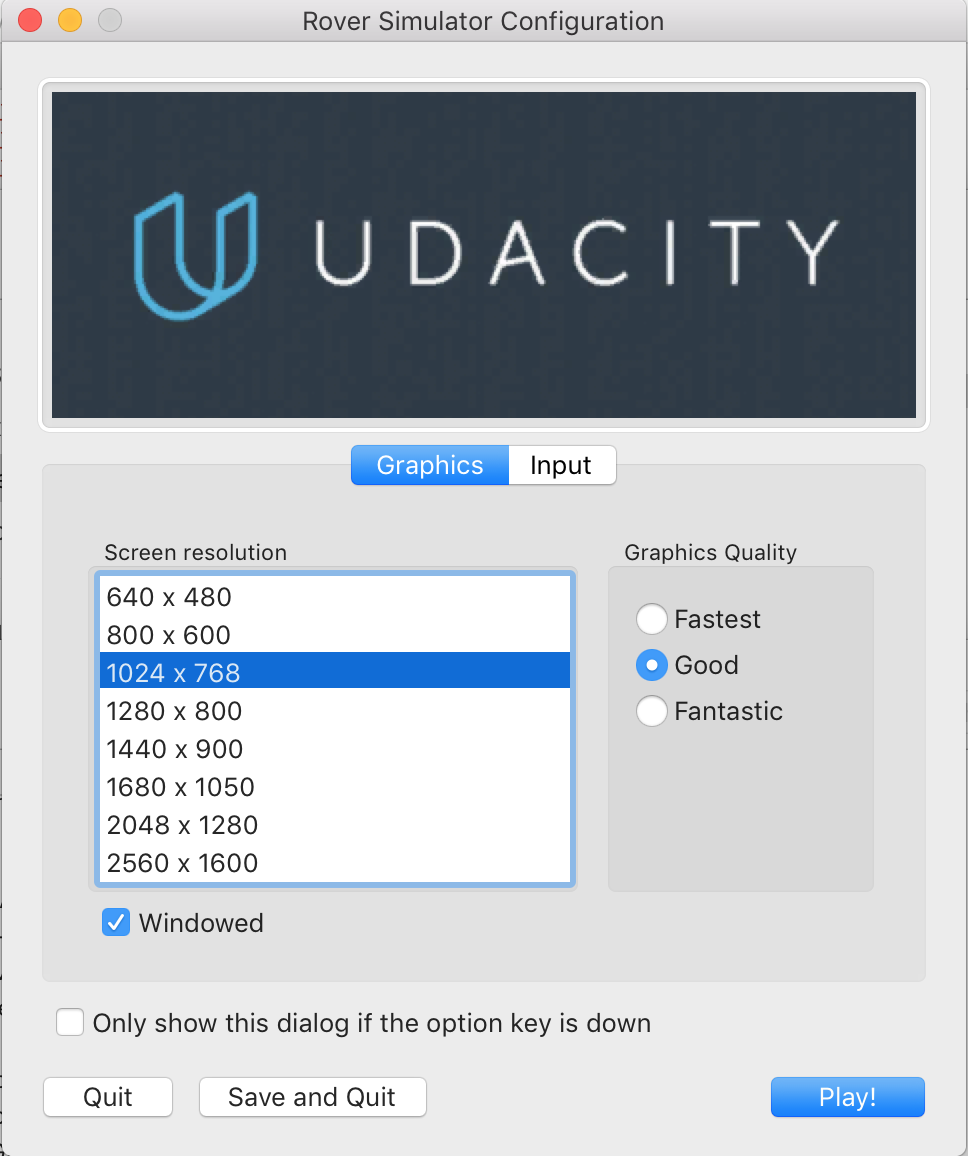 Rover Simulator Configuration
UDACITY
Graphics Input
Screen resolution
640 x 480
800 x 600
1024 x 768
1280 x 800
1440 x 900
1680 x 1050
2048 x 1280
2560 x 1600
Windowed
Graphics Quality
Fastest
Good
Fantastic
Only show this dialog if the option key is down
Quit Save and Quit Play!